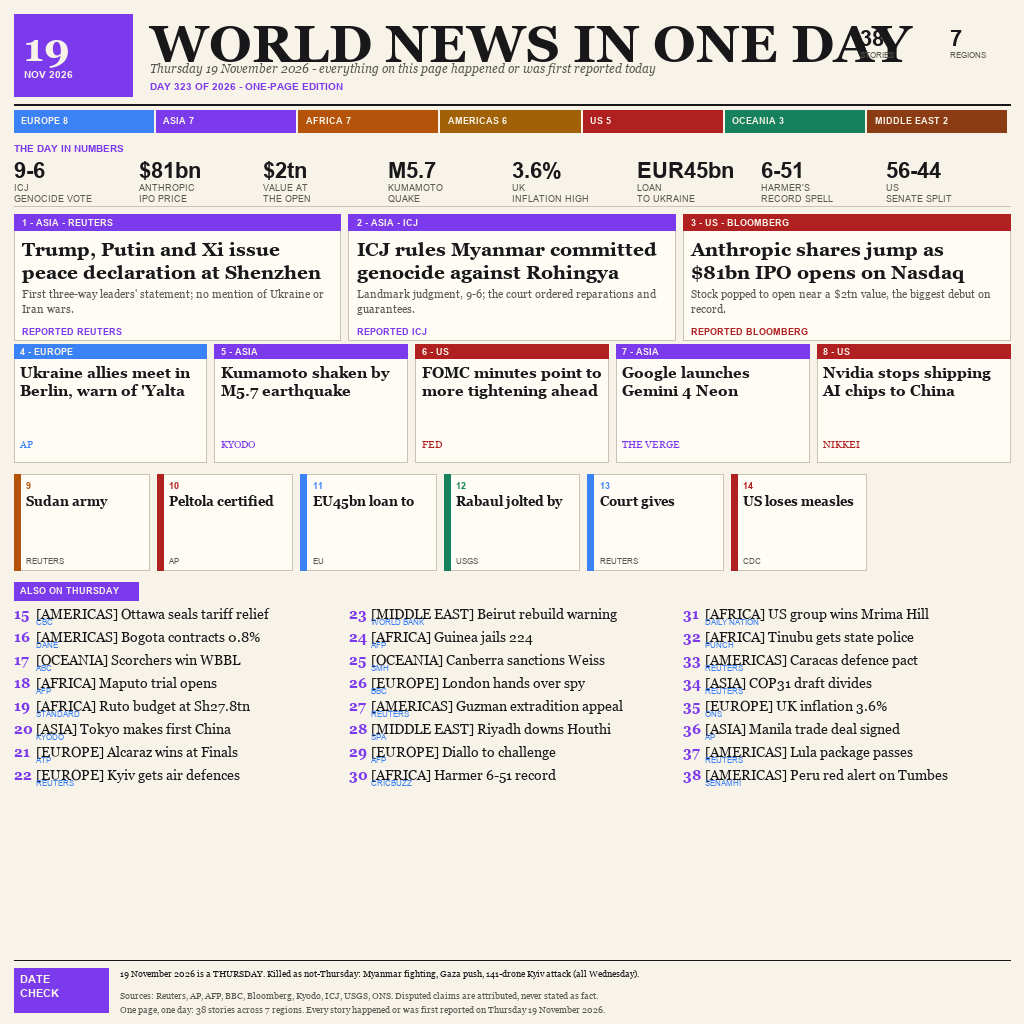 19
NOV 2026
WORLD NEWS IN ONE DAY
Thursday 19 November 2026 - everything on this page happened or was first reported today
DAY 323 OF 2026 - ONE-PAGE EDITION
38
STORIES
7
REGIONS
EUROPE 8
ASIA 7
AFRICA 7
AMERICAS 6
US 5
OCEANIA 3
MIDDLE EAST 2
THE DAY IN NUMBERS
9-6
ICJ
GENOCIDE VOTE
$81bn
ANTHROPIC
IPO PRICE
$2tn
VALUE AT
THE OPEN
M5.7
KUMAMOTO
QUAKE
3.6%
UK
INFLATION HIGH
EUR45bn
LOAN
TO UKRAINE
6-51
HARMER'S
RECORD SPELL
56-44
US
SENATE SPLIT
1 - ASIA - REUTERS
Trump, Putin and Xi issue
peace declaration at Shenzhen
First three-way leaders' statement; no mention of Ukraine or
Iran wars.
REPORTED REUTERS
2 - ASIA - ICJ
ICJ rules Myanmar committed
genocide against Rohingya
Landmark judgment, 9-6; the court ordered reparations and
guarantees.
REPORTED ICJ
3 - US - BLOOMBERG
Anthropic shares jump as
$81bn IPO opens on Nasdaq
Stock popped to open near a $2tn value, the biggest debut on
record.
REPORTED BLOOMBERG
4 - EUROPE
Ukraine allies meet in
Berlin, warn of 'Yalta
AP
5 - ASIA
Kumamoto shaken by
M5.7 earthquake
KYODO
6 - US
FOMC minutes point to
more tightening ahead
FED
7 - ASIA
Google launches
Gemini 4 Neon
THE VERGE
8 - US
Nvidia stops shipping
AI chips to China
NIKKEI
9
Sudan army
REUTERS
10
Peltola certified
AP
11
EU45bn loan to
EU
12
Rabaul jolted by
USGS
13
Court gives
REUTERS
14
US loses measles
CDC
ALSO ON THURSDAY
15 [AMERICAS] Ottawa seals tariff relief
CBC
16 [AMERICAS] Bogota contracts 0.8%
DANE
17 [OCEANIA] Scorchers win WBBL
ABC
18 [AFRICA] Maputo trial opens
AFP
19 [AFRICA] Ruto budget at Sh27.8tn
STANDARD
20 [ASIA] Tokyo makes first China
KYODO
21 [EUROPE] Alcaraz wins at Finals
ATP
22 [EUROPE] Kyiv gets air defences
REUTERS
23 [MIDDLE EAST] Beirut rebuild warning
WORLD BANK
24 [AFRICA] Guinea jails 224
AFP
25 [OCEANIA] Canberra sanctions Weiss
SMH
26 [EUROPE] London hands over spy
BBC
27 [AMERICAS] Guzman extradition appeal
REUTERS
28 [MIDDLE EAST] Riyadh downs Houthi
SPA
29 [EUROPE] Diallo to challenge
AFP
30 [AFRICA] Harmer 6-51 record
CRICBUZZ
31 [AFRICA] US group wins Mrima Hill
DAILY NATION
32 [AFRICA] Tinubu gets state police
PUNCH
33 [AMERICAS] Caracas defence pact
REUTERS
34 [ASIA] COP31 draft divides
REUTERS
35 [EUROPE] UK inflation 3.6%
ONS
36 [ASIA] Manila trade deal signed
AP
37 [AMERICAS] Lula package passes
REUTERS
38 [AMERICAS] Peru red alert on Tumbes
SENAMHI
DATE
CHECK
19 November 2026 is a THURSDAY. Killed as not-Thursday: Myanmar fighting, Gaza push, 141-drone Kyiv attack (all Wednesday).
Sources: Reuters, AP, AFP, BBC, Bloomberg, Kyodo, ICJ, USGS, ONS. Disputed claims are attributed, never stated as fact.
One page, one day: 38 stories across 7 regions. Every story happened or was first reported on Thursday 19 November 2026.